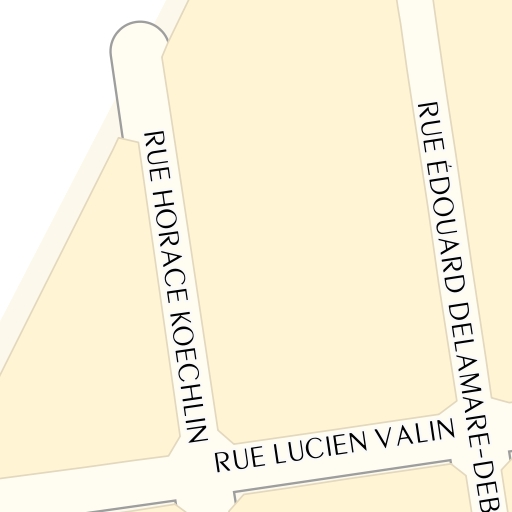 RUE HORACE KOECHLIN
RUE ÉDOUARD DELAMARE-DEB
RUE LUCIEN VALIN